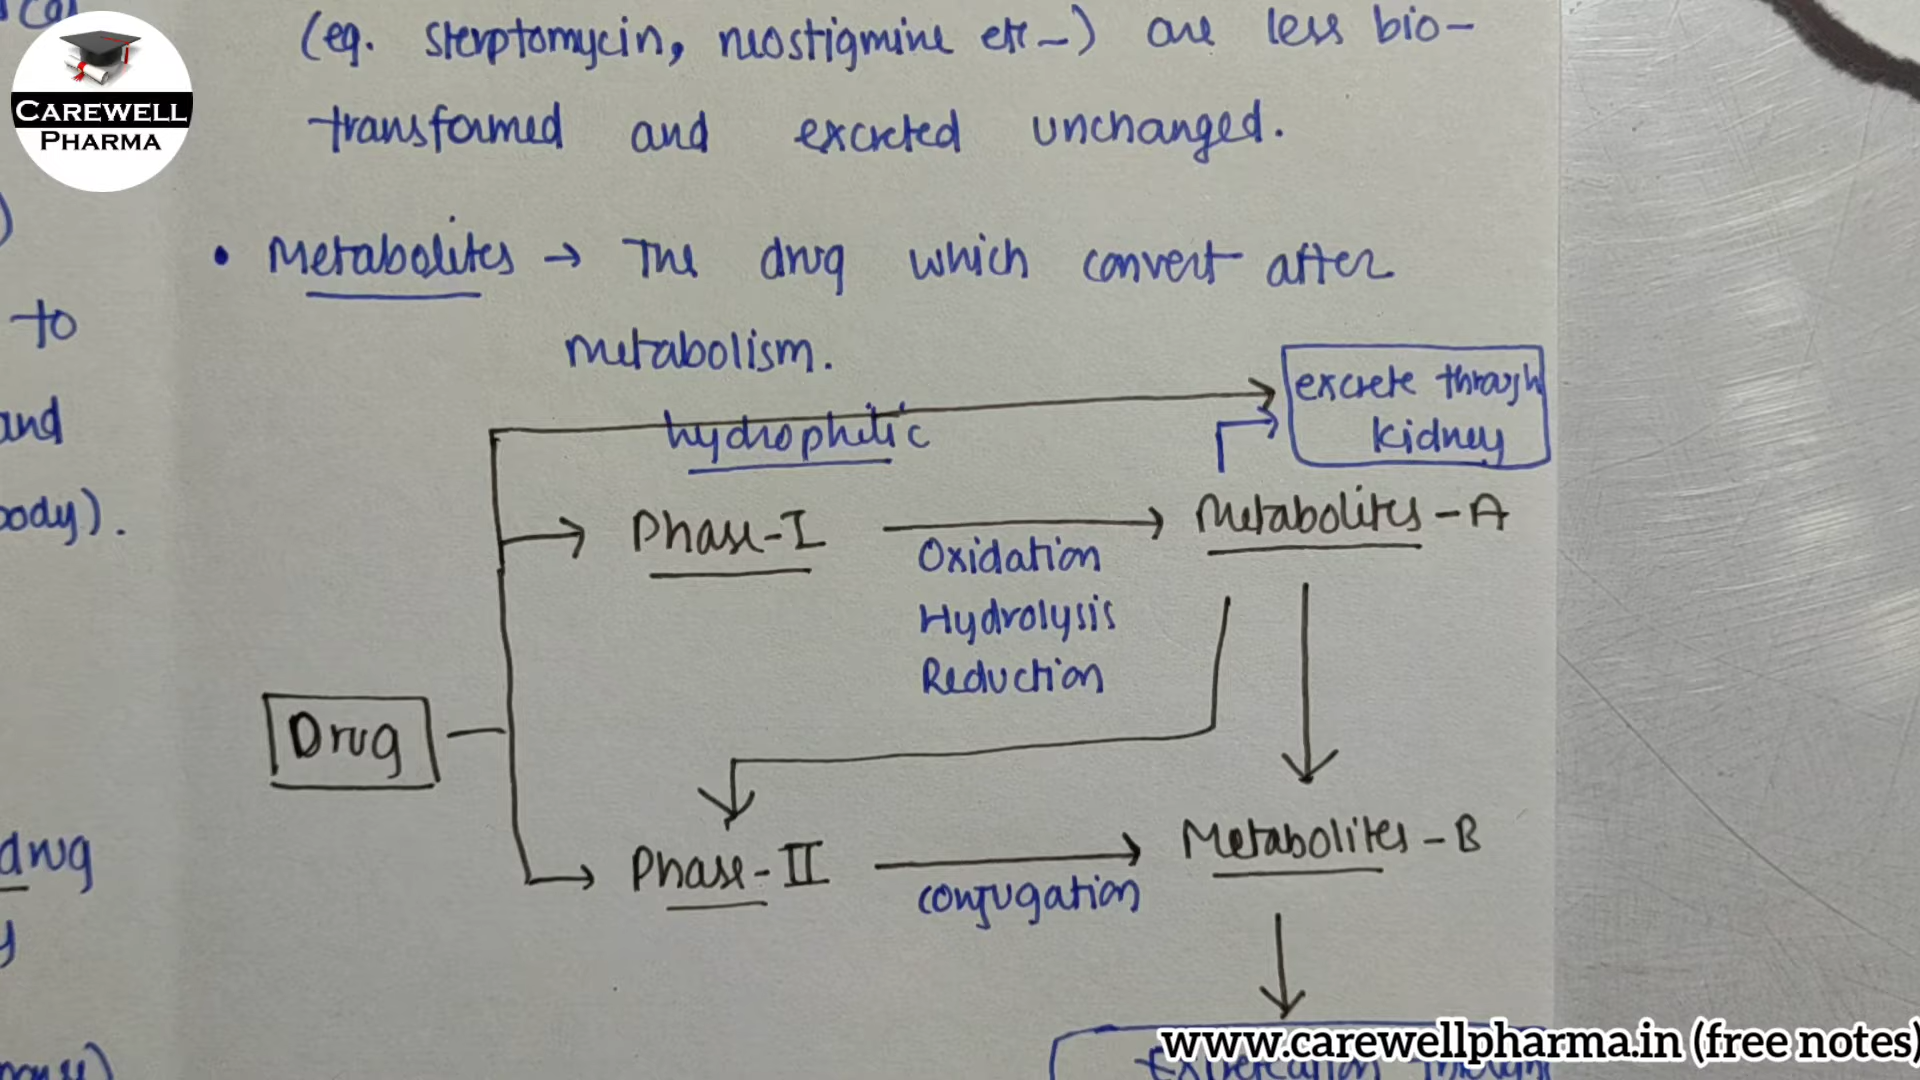 CAREWELL
PHARMA
(eg. sterptomycin, neostigmine etc-) are less bio-
transformed and excreted unchanged.
• Metabolites → The drug which convert after
metabolism.
to
and
body).
drug
hydrophilic
excrete through
kidney
Phase-I
Oxidation
Hydrolysis
Reduction
Metabolites-A
Drug
Phase-II
conjugation
Metabolites-B
www.carewellpharma.in (free notes)
through